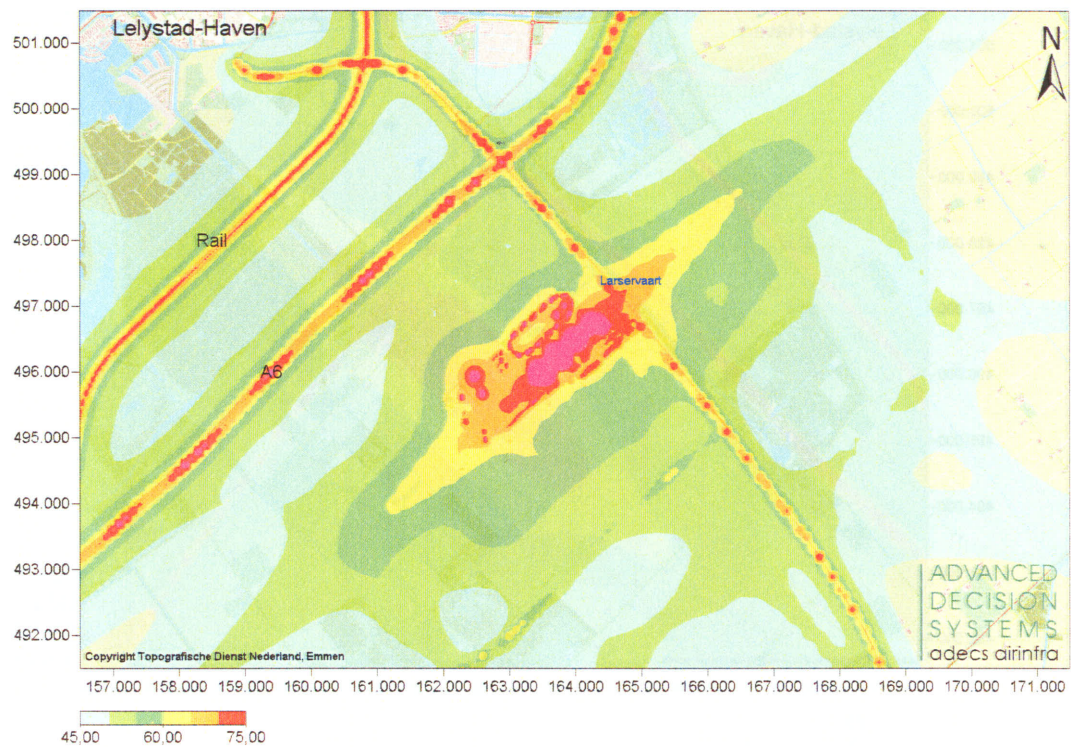 Lelystad-Haven
N
501.000
500.000
499.000
498.000
497.000
496.000
495.000
494.000
493.000
492.000
Rail
A6
Larservaart
ADVANCED
DECISION
SYSTEMS
adecs airinfra
Copyright Topografische Dienst Nederland, Emmen
157.000 158.000 159.000 160.000 161.000 162.000 163.000 164.000 165.000 166.000 167.000 168.000 169.000 170.000 171.000
45,00 60,00 75,00